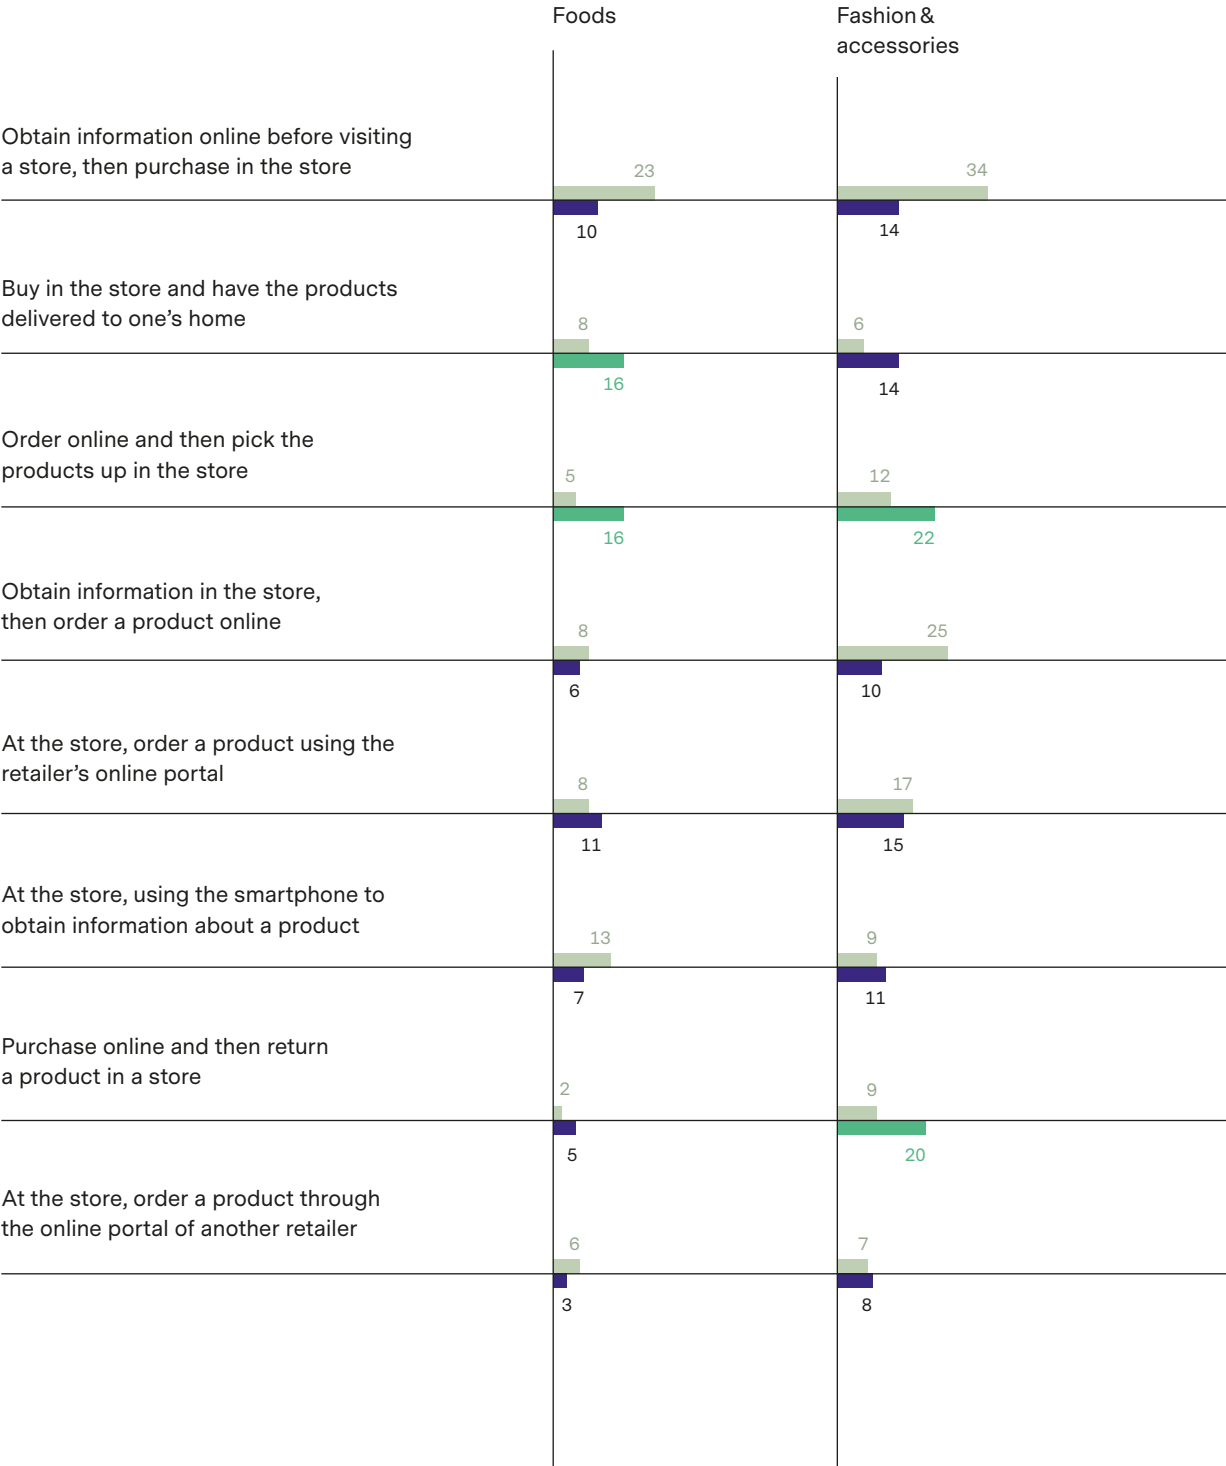 Foods
Fashion &
accessories
Obtain information online before visiting
a store, then purchase in the store
23
34
10
14
Buy in the store and have the products
delivered to one’s home
8
6
16
14
Order online and then pick the
products up in the store
5
12
16
22
Obtain information in the store,
then order a product online
8
25
6
10
At the store, order a product using the
retailer’s online portal
8
17
11
15
At the store, using the smartphone to
obtain information about a product
13
9
7
11
Purchase online and then return
a product in a store
2
9
5
20
At the store, order a product through
the online portal of another retailer
6
7
3
8